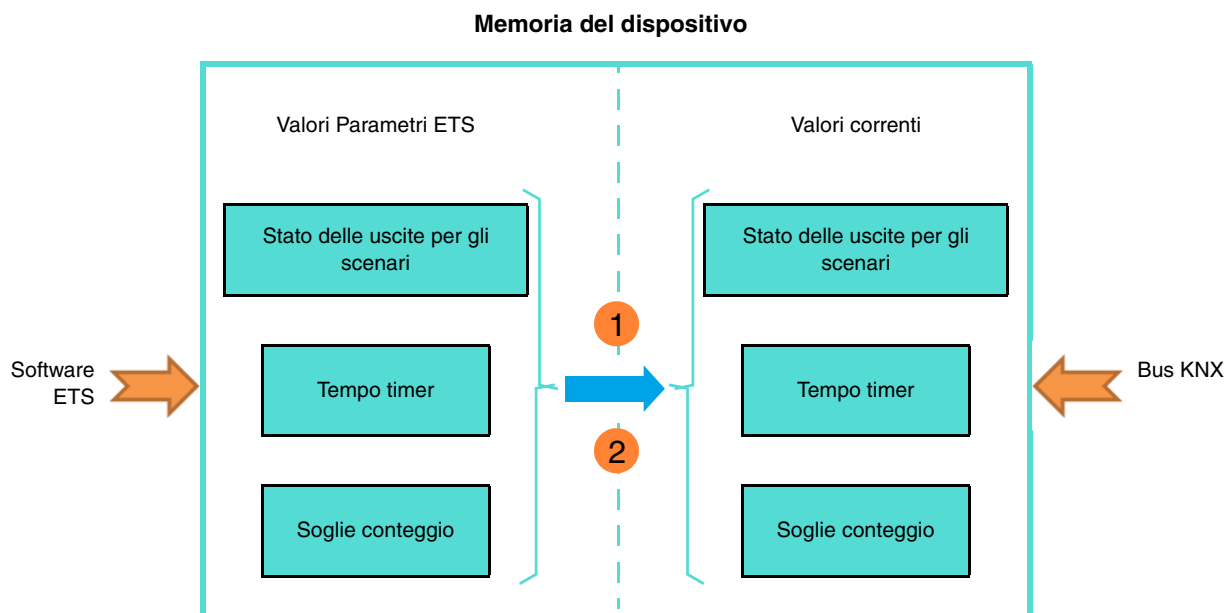 Memoria del dispositivo
Valori Parametri ETS
Valori correnti
Stato delle uscite per gli
scenari
Stato delle uscite per gli
scenari
1
Software
ETS
Tempo timer
Tempo timer
Bus KNX
2
Soglie conteggio
Soglie conteggio